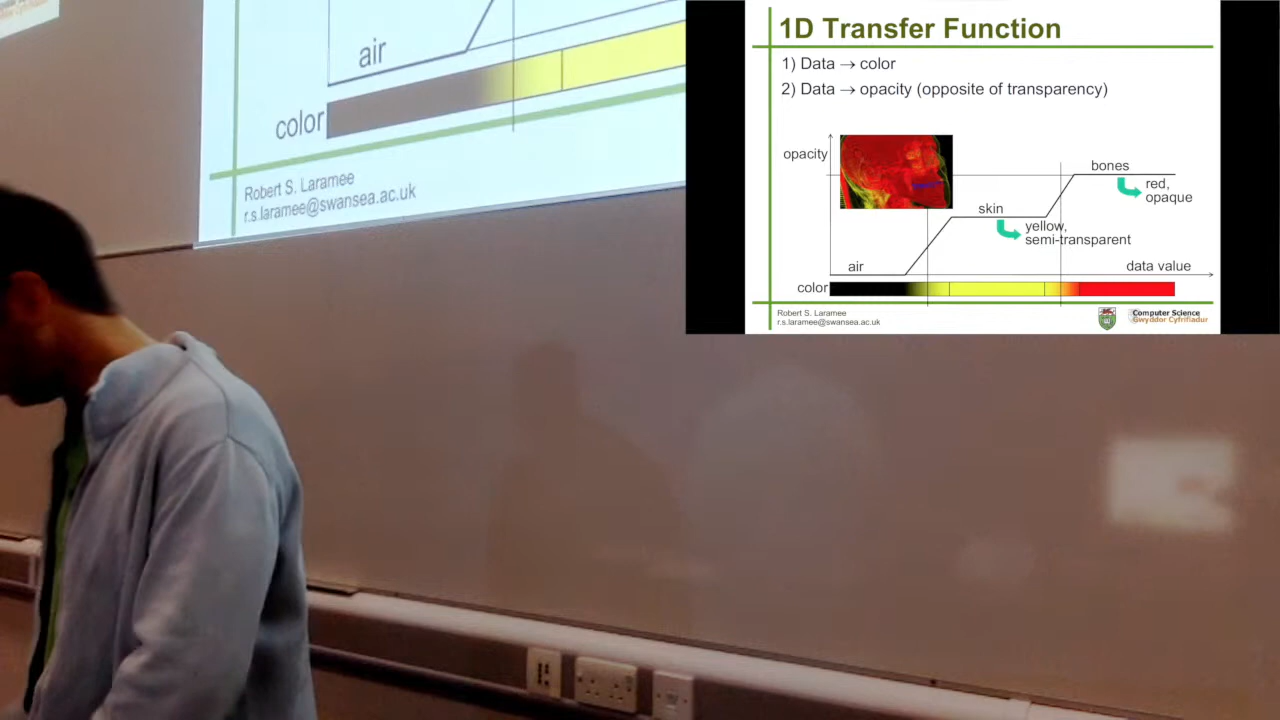 air
color
Robert S. Laramee
r.s.laramee@swansea.ac.uk
1D Transfer Function
1) Data → color
2) Data → opacity (opposite of transparency)
opacity
bones
red,
opaque
skin
yellow,
semi-transparent
air
data value
color
Robert S. Laramee
r.s.laramee@swansea.ac.uk
Computer Science
Gwyddor Cyfrifiadur